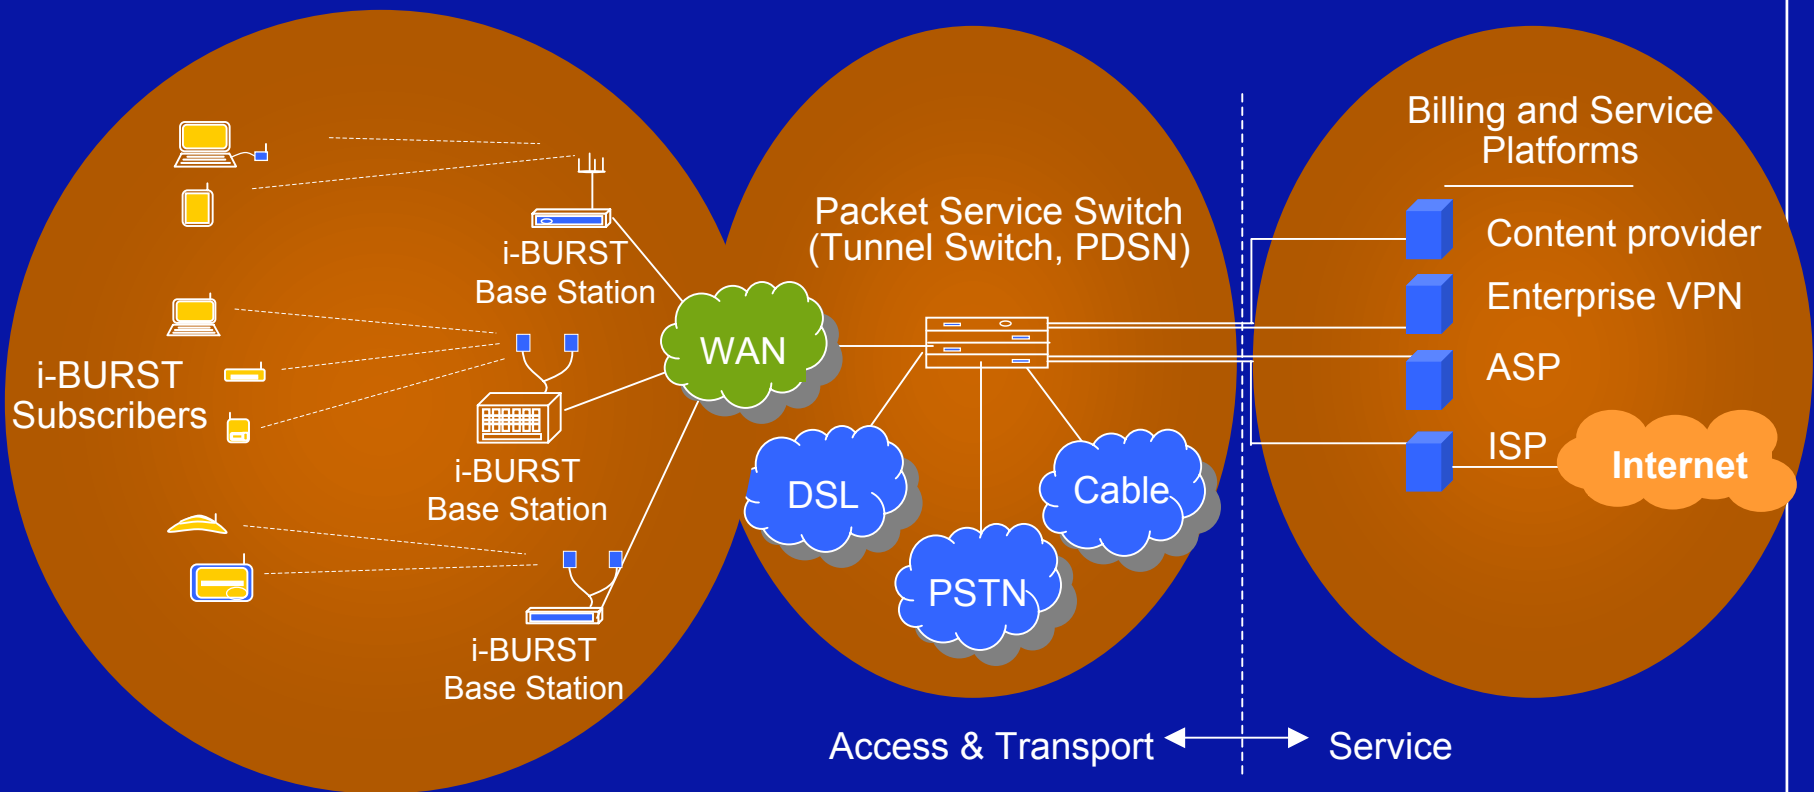 i-BURST
Subscribers
i-BURST
Base Station
i-BURST
Base Station
i-BURST
Base Station
WAN
Packet Service Switch
(Tunnel Switch, PDSN)
DSL
PSTN
Cable
Billing and Service
Platforms
Content provider
Enterprise VPN
ASP
ISP
Internet
Access & Transport
Service